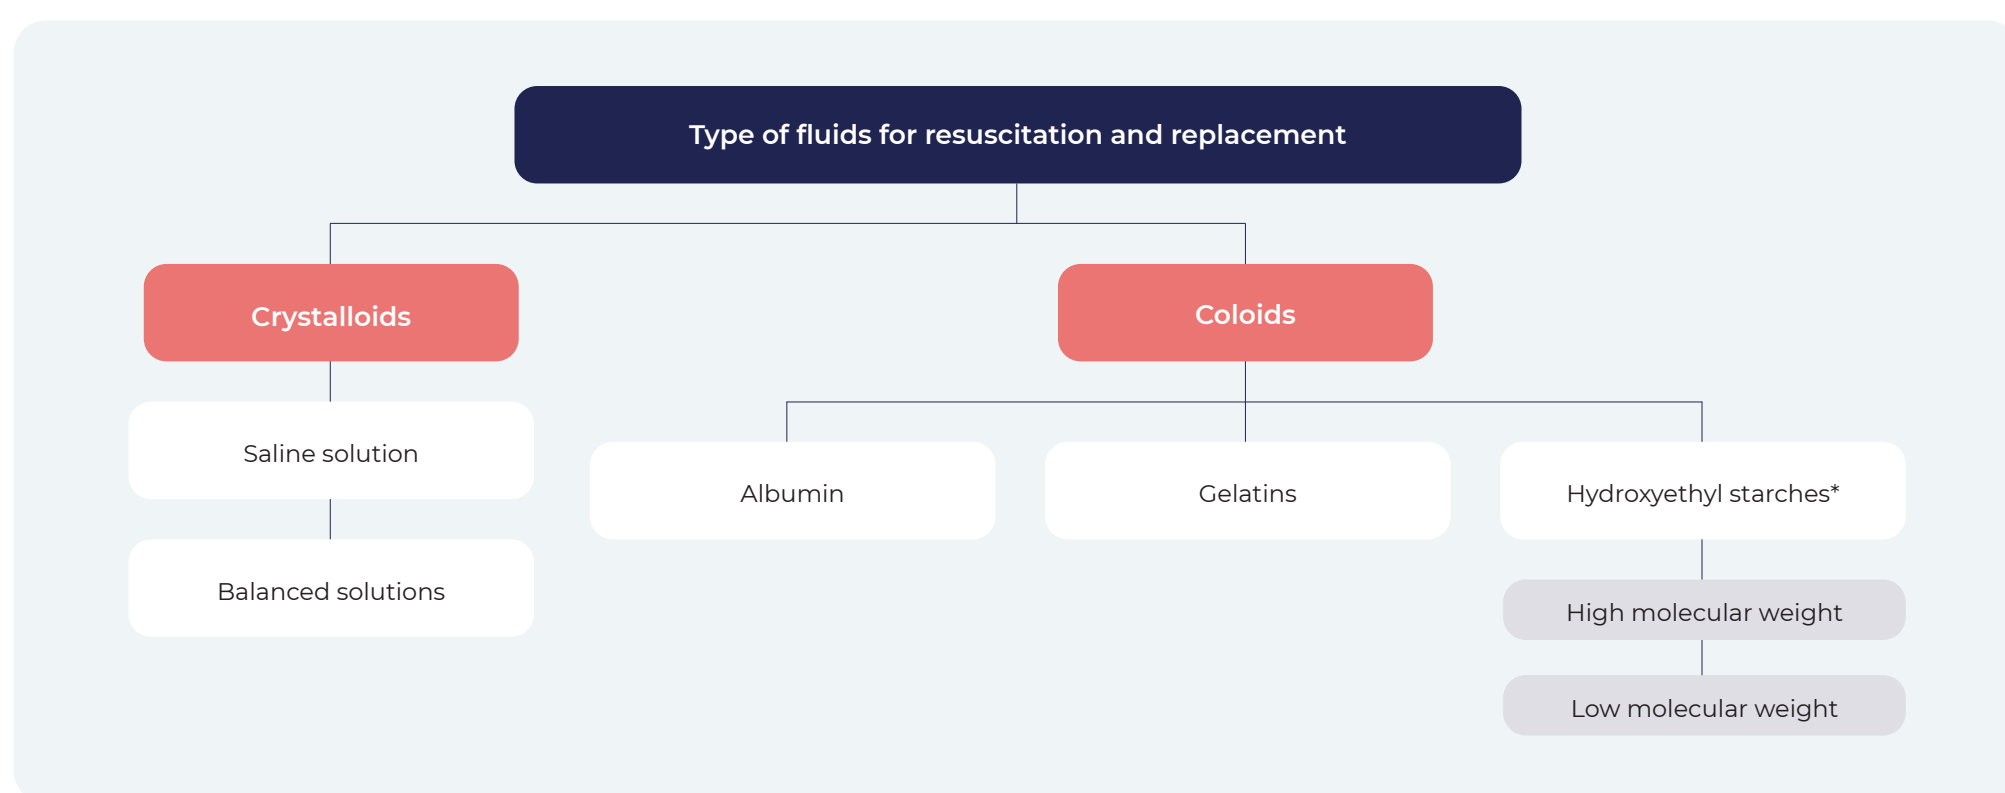 Type of fluids for resuscitation and replacement
Crystalloids
Coloids
Saline solution
Balanced solutions
Albumin
Gelatins
Hydroxyethyl starches*
High molecular weight
Low molecular weight